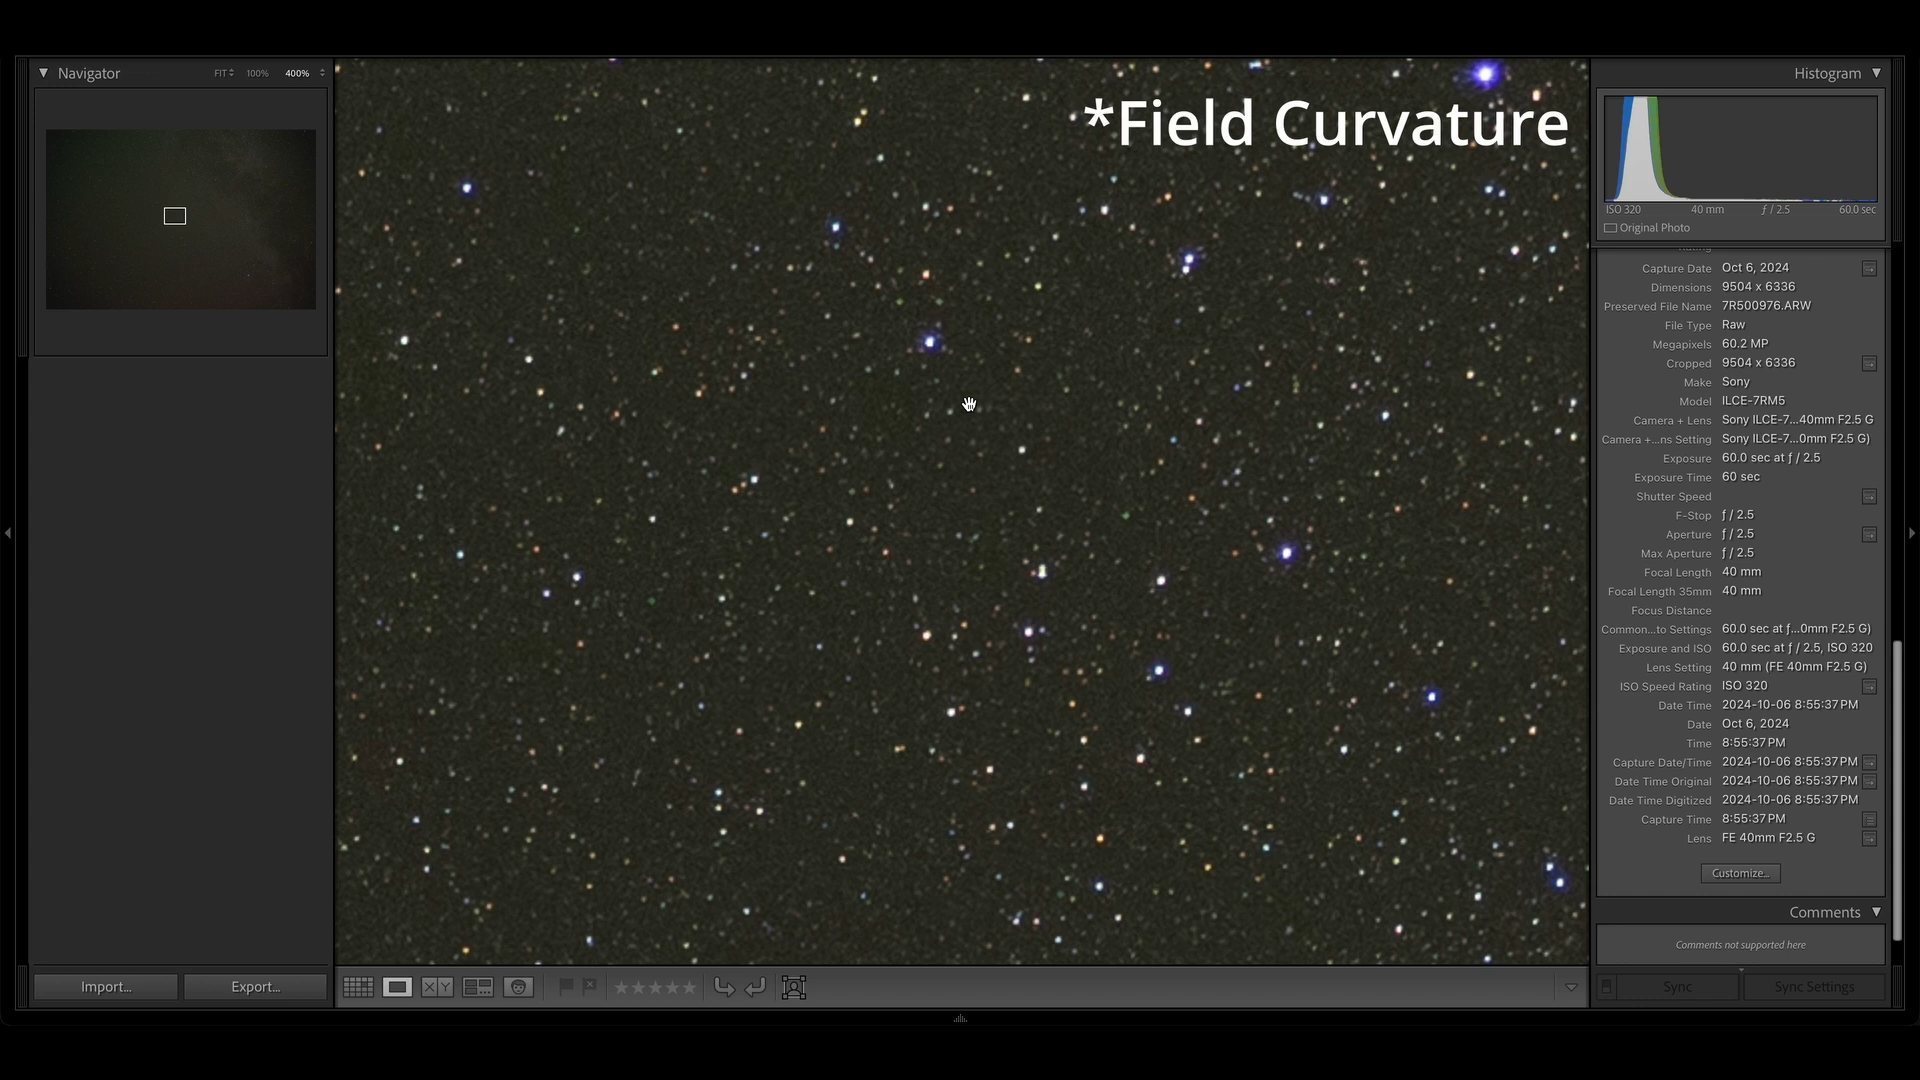 Navigator
FIT
100%
400%
*Field Curvature
Histogram
ISO 320
40 mm
ƒ / 2.5
60.0 sec
Original Photo
Capture Date Oct 6, 2024
Dimensions 9504 x 6336
Preserved File Name 7R500976.ARW
File Type Raw
Megapixels 60.2 MP
Cropped 9504 x 6336
Make Sony
Model ILCE-7RM5
Camera + Lens Sony ILCE-7...40mm F2.5 G
Camera +...ns Setting Sony ILCE-7...0mm F2.5 G)
Exposure 60.0 sec at ƒ / 2.5
Exposure Time 60 sec
Shutter Speed
F-Stop ƒ / 2.5
Aperture ƒ / 2.5
Max Aperture ƒ / 2.5
Focal Length 40 mm
Focal Length 35mm 40 mm
Focus Distance
Common...to Settings 60.0 sec at ƒ...0mm F2.5 G)
Exposure and ISO 60.0 sec at ƒ / 2.5, ISO 320
Lens Setting 40 mm (FE 40mm F2.5 G)
ISO Speed Rating ISO 320
Date Time 2024-10-06 8:55:37 PM
Date Oct 6, 2024
Time 8:55:37 PM
Capture Date/Time 2024-10-06 8:55:37 PM
Date Time Original 2024-10-06 8:55:37 PM
Date Time Digitized 2024-10-06 8:55:37 PM
Capture Time 8:55:37 PM
Lens FE 40mm F2.5 G
Customize...
Comments
Comments not supported here
Import...
Export...
X Y
Sync
Sync Settings